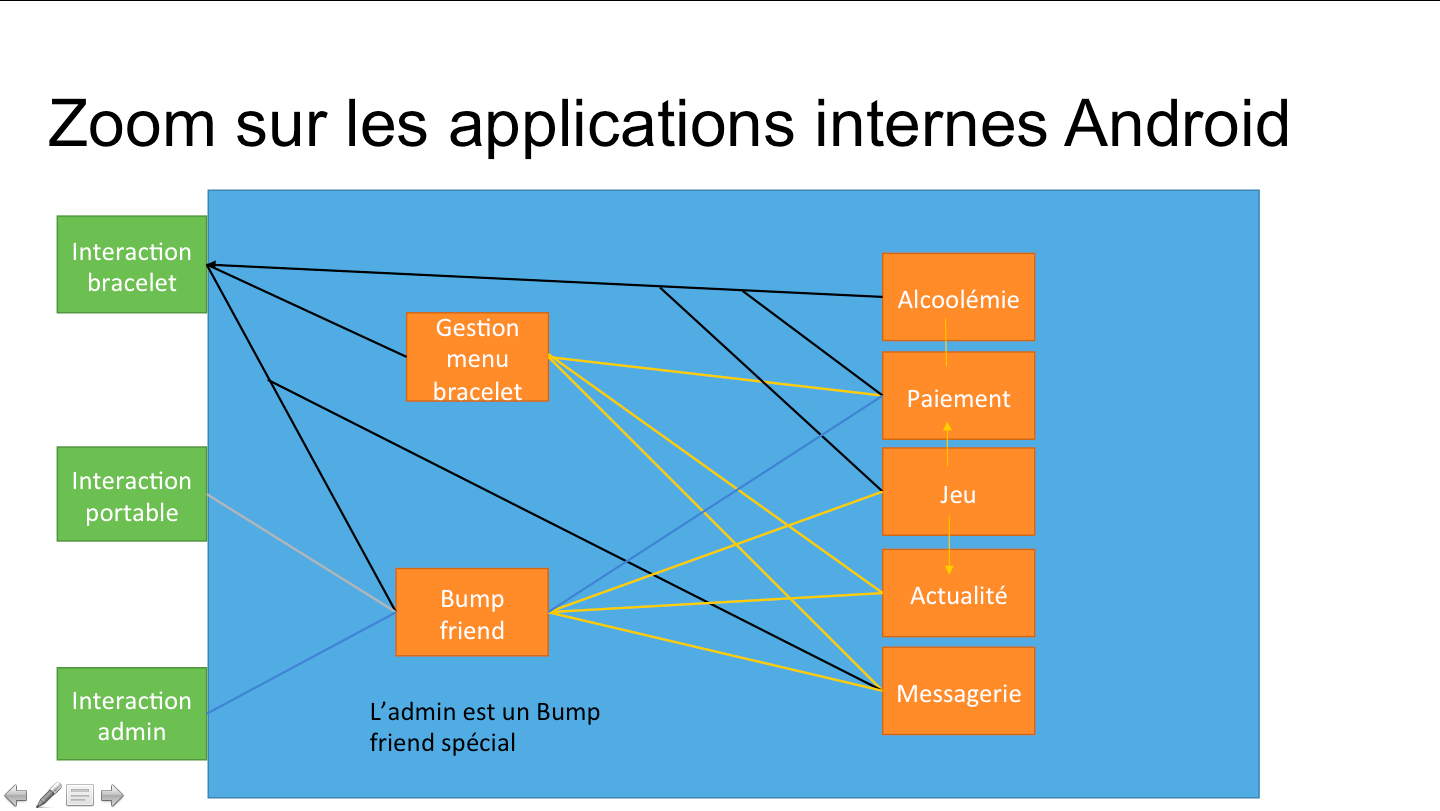 Zoom sur les applications internes Android
Interaction
bracelet
Gestion
menu
bracelet
Alcoolémie
Paiement
Interaction
portable
Jeu
Bump
friend
Actualité
Interaction
admin
Messagerie
L’admin est un Bump
friend spécial